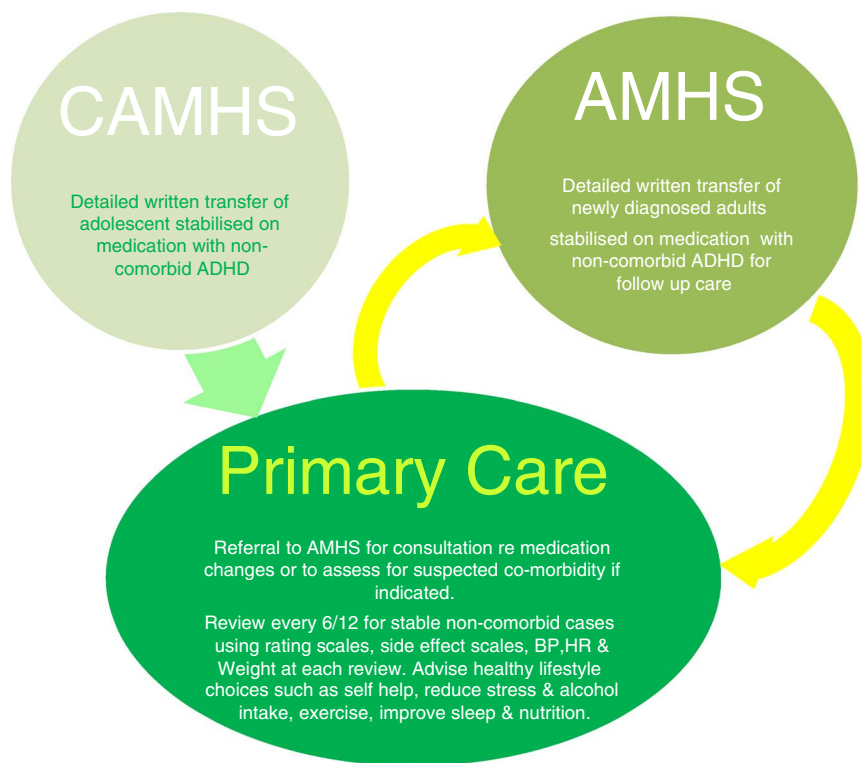 CAMHS
Detailed written transfer of
adolescent stabilised on
medication with non-
comorbid ADHD
AMHS
Detailed written transfer of
newly diagnosed adults
stabilised on medication with
non-comorbid ADHD for
follow up care
Primary Care
Referral to AMHS for consultation re medication
changes or to assess for suspected co-morbidity if
indicated.
Review every 6/12 for stable non-comorbid cases
using rating scales, side effect scales, BP,HR &
Weight at each review. Advise healthy lifestyle
choices such as self help, reduce stress & alcohol
intake, exercise, improve sleep & nutrition.